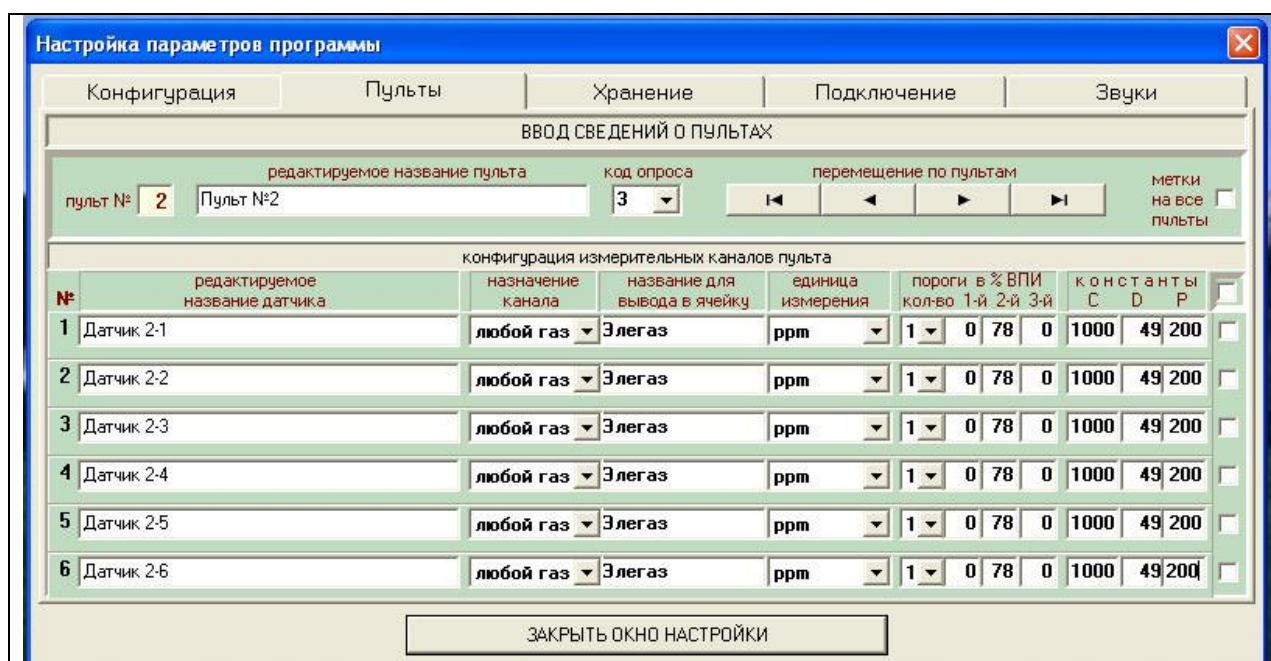 Настройка параметров программы
Конфигурация Пульты Хранение Подключение Звуки
ВВОД СВЕДЕНИЙ О ПУЛЬТАХ
редактируемое название пульта код опроса перемещение по пультам метки
пульт № 2 Пульт №2 3 на все
пульты
конфигурация измерительных каналов пульта
редактируемое назначение название для единица пороги в % ВПИ константы
№ название датчика канала вывода в ячейку измерения кол-во 1-й 2-й 3-й C D P
1 Датчик 2-1 любой газ Элегаз ppm 1 0 78 0 1000 49 200
2 Датчик 2-2 любой газ Элегаз ppm 1 0 78 0 1000 49 200
3 Датчик 2-3 любой газ Элегаз ppm 1 0 78 0 1000 49 200
4 Датчик 2-4 любой газ Элегаз ppm 1 0 78 0 1000 49 200
5 Датчик 2-5 любой газ Элегаз ppm 1 0 78 0 1000 49 200
6 Датчик 2-6 любой газ Элегаз ppm 1 0 78 0 1000 49 200
ЗАКРЫТЬ ОКНО НАСТРОЙКИ